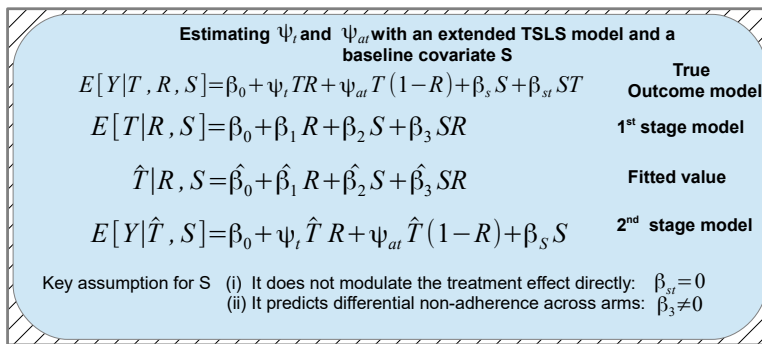 Estimating ψ_t and ψ_at with an extended TSLS model and a
baseline covariate S
E[Y|T,R,S]=β_0+ψ_t TR+ψ_at T(1−R)+β_s S+β_st ST
True
Outcome model
E[T|R,S]=β_0+β_1 R+β_2 S+β_3 SR
1st stage model
T̂|R,S=β̂_0+β̂_1 R+β̂_2 S+β̂_3 SR
Fitted value
E[Y|T̂,S]=β_0+ψ_t T̂ R+ψ_at T̂(1−R)+β_S S
2nd stage model
Key assumption for S (i) It does not modulate the treatment effect directly: β_st=0
(ii) It predicts differential non-adherence across arms: β_3≠0